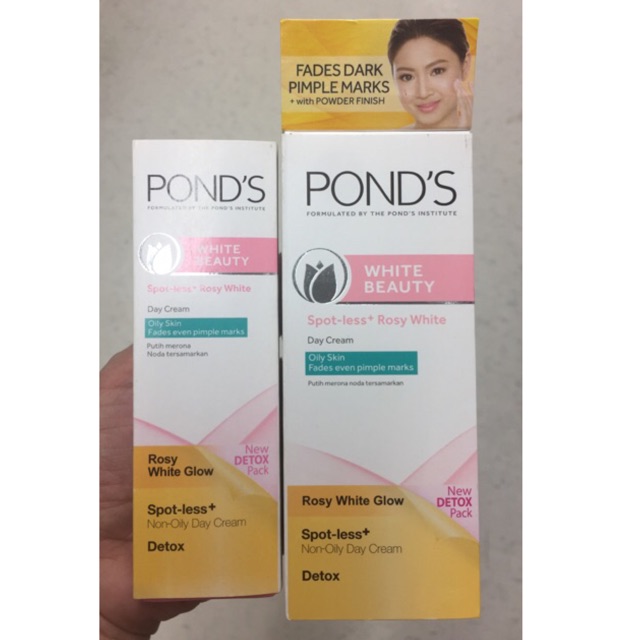 FADES DARK
PIMPLE MARKS
+ with POWDER FINISH
POND'S
FORMULATED BY THE POND'S INSTITUTE
WHITE
BEAUTY
Spot-less+ Rosy White
Day Cream
Oily Skin
Fades even pimple marks
Putih merona
Noda tersamarkan
New
DETOX
Pack
Rosy
White Glow
Spot-less+
Non-Oily Day Cream
Detox
POND'S
FORMULATED BY THE POND'S INSTITUTE
WHITE
BEAUTY
Spot-less+ Rosy White
Day Cream
Oily Skin
Fades even pimple marks
Putih merona noda tersamarkan
New
DETOX
Pack
Rosy White Glow
Spot-less+
Non-Oily Day Cream
Detox